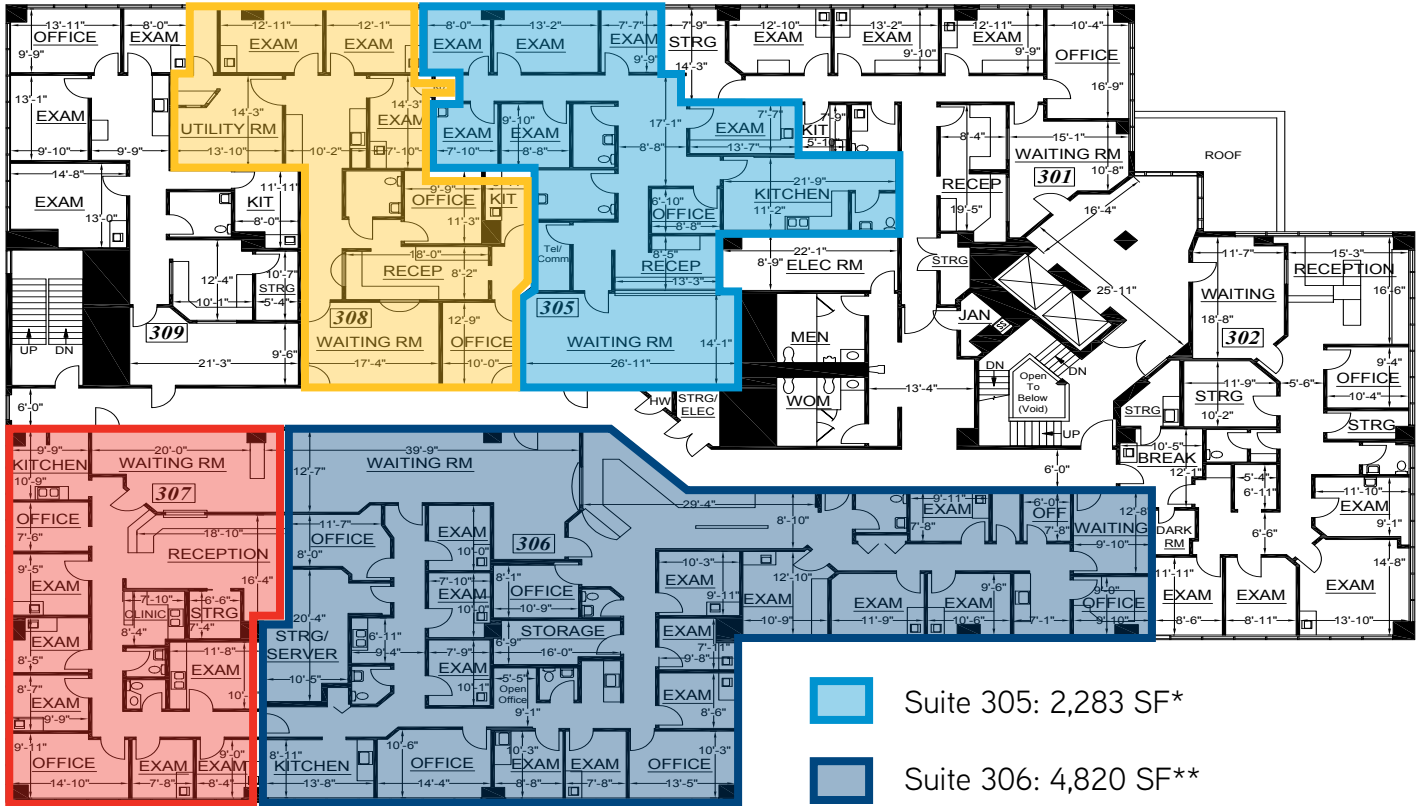 13'-11"
OFFICE
9'-9"
8'-0"
EXAM
13'-1"
EXAM
9'-10"
9'-9"
14'-8"
EXAM
13'-0"
11'-11"
KIT
8'-0"
12'-4"
10'-1"
10'-7"
STRG
5'-4"
309
21'-3"
9'-6"
UP
DN
6'-0"
12'-11"
EXAM
12'-1"
EXAM
14'-3"
UTILITY RM
13'-10"
10'-2"
14'-3"
EXAM
7'-10"
9'-9"
OFFICE
11'-3"
KIT
18'-0"
RECEP
8'-2"
308
WAITING RM
17'-4"
12'-9"
OFFICE
10'-0"
8'-0"
EXAM
13'-2"
EXAM
7'-7"
EXAM
9'-9"
EXAM
7'-10"
9'-10"
EXAM
8'-8"
17'-1"
8'-8"
7'-7"
EXAM
13'-7"
21'-9"
KITCHEN
11'-2"
6'-10"
OFFICE
8'-8"
Tel/
Comm
8'-5"
RECEP
13'-3"
305
WAITING RM
26'-11"
14'-1"
7'-9"
STRG
14'-3"
12'-10"
EXAM
13'-2"
EXAM
9'-10"
12'-11"
EXAM
9'-9"
10'-4"
OFFICE
16'-9"
7'-9"
KIT
5'-10"
8'-4"
RECEP
19'-5"
15'-1"
WAITING RM
301
10'-8"
ROOF
22'-1"
8'-9"
ELEC RM
STRG
16'-4"
25'-11"
JAN
MEN
WOM
13'-4"
HW
STRG/
ELEC
DN
Open
To
Below
(Void)
DN
UP
6'-0"
11'-7"
WAITING
18'-8"
302
15'-3"
RECEPTION
16'-6"
9'-4"
OFFICE
10'-4"
5'-6"
11'-9"
STRG
10'-2"
STRG
STRG
10'-5"
BREAK
12'-1"
5'-4"
6'-11"
6'-6"
11'-10"
EXAM
9'-1"
DARK
RM
11'-11"
EXAM
8'-6"
EXAM
8'-11"
14'-8"
EXAM
13'-10"
9'-9"
KITCHEN
10'-9"
20'-0"
WAITING RM
307
OFFICE
7'-6"
18'-10"
RECEPTION
16'-4"
9'-5"
EXAM
7'-10"
CLINIC
8'-4"
6'-6"
STRG
7'-4"
EXAM
8'-5"
11'-8"
EXAM
8'-7"
EXAM
9'-9"
9'-11"
OFFICE
14'-10"
EXAM
7'-8"
9'-0"
EXAM
8'-4"
39'-9"
WAITING RM
12'-7"
11'-7"
OFFICE
8'-0"
EXAM
10'-0"
306
29'-4"
8'-10"
20'-4"
STRG/
SERVER
10'-5"
6'-11"
9'-4"
7'-10"
EXAM
10'-0"
8'-1"
OFFICE
10'-9"
STORAGE
6'-9"
16'-0"
7'-9"
EXAM
10'-1"
5'-5"
Open
Office
9'-1"
10'-3"
EXAM
9'-11"
12'-10"
EXAM
10'-9"
EXAM
7'-11"
9'-8"
EXAM
8'-6"
8'-11"
KITCHEN
13'-8"
10'-6"
OFFICE
14'-4"
10'-3"
EXAM
8'-8"
EXAM
7'-8"
10'-3"
OFFICE
13'-5"
9'-11"
EXAM
7'-8"
6'-0"
OFF
7'-8"
12'-8"
WAITING
9'-10"
EXAM
11'-9"
9'-6"
EXAM
10'-6"
7'-1"
9'-0"
OFFICE
9'-10"
Suite 305: 2,283 SF*
Suite 306: 4,820 SF**